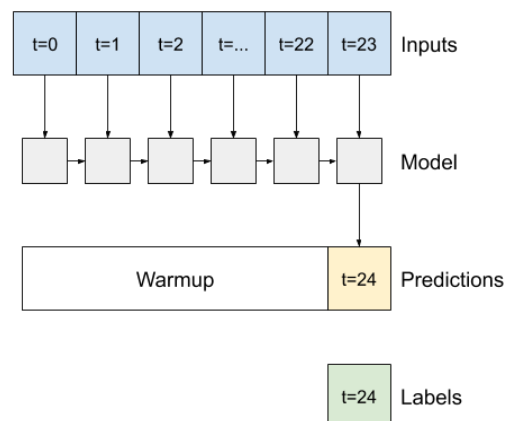 t=0 t=1 t=2 t=... t=22 t=23 Inputs
Model
Warmup t=24 Predictions
t=24 Labels